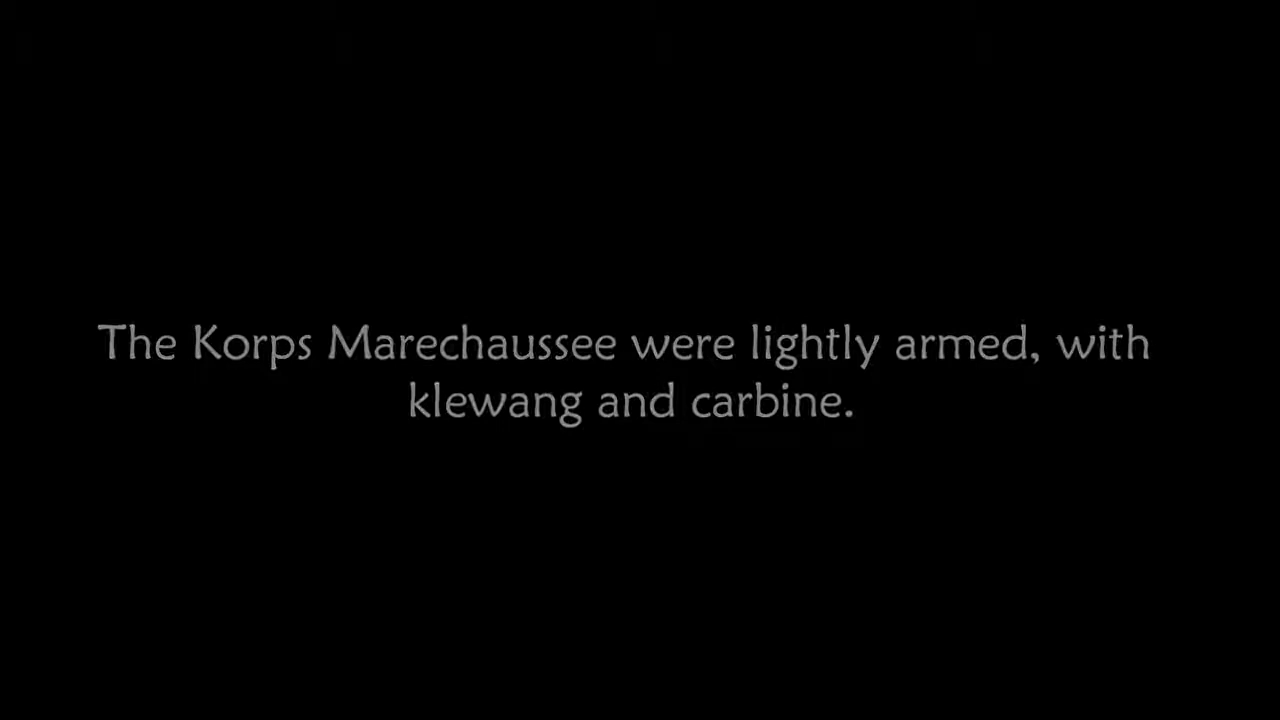 The Korps Marechaussee were lightly armed, with
klewang and carbine.